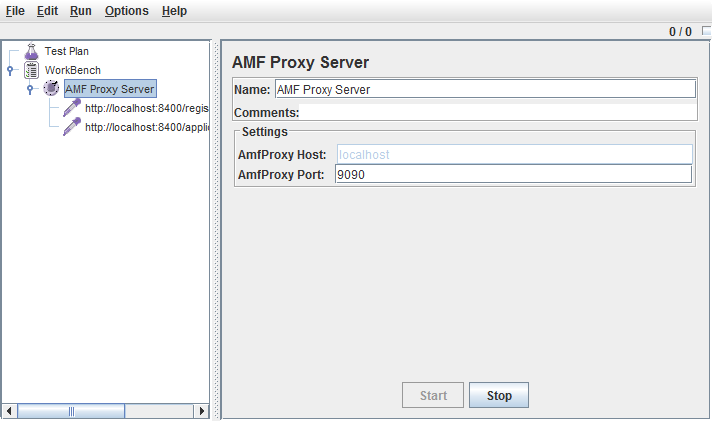 File Edit Run Options Help
0 / 0
Test Plan
WorkBench
AMF Proxy Server
http://localhost:8400/regis
http://localhost:8400/applic
AMF Proxy Server
Name: AMF Proxy Server
Comments:
Settings
AmfProxy Host: localhost
AmfProxy Port: 9090
Start Stop